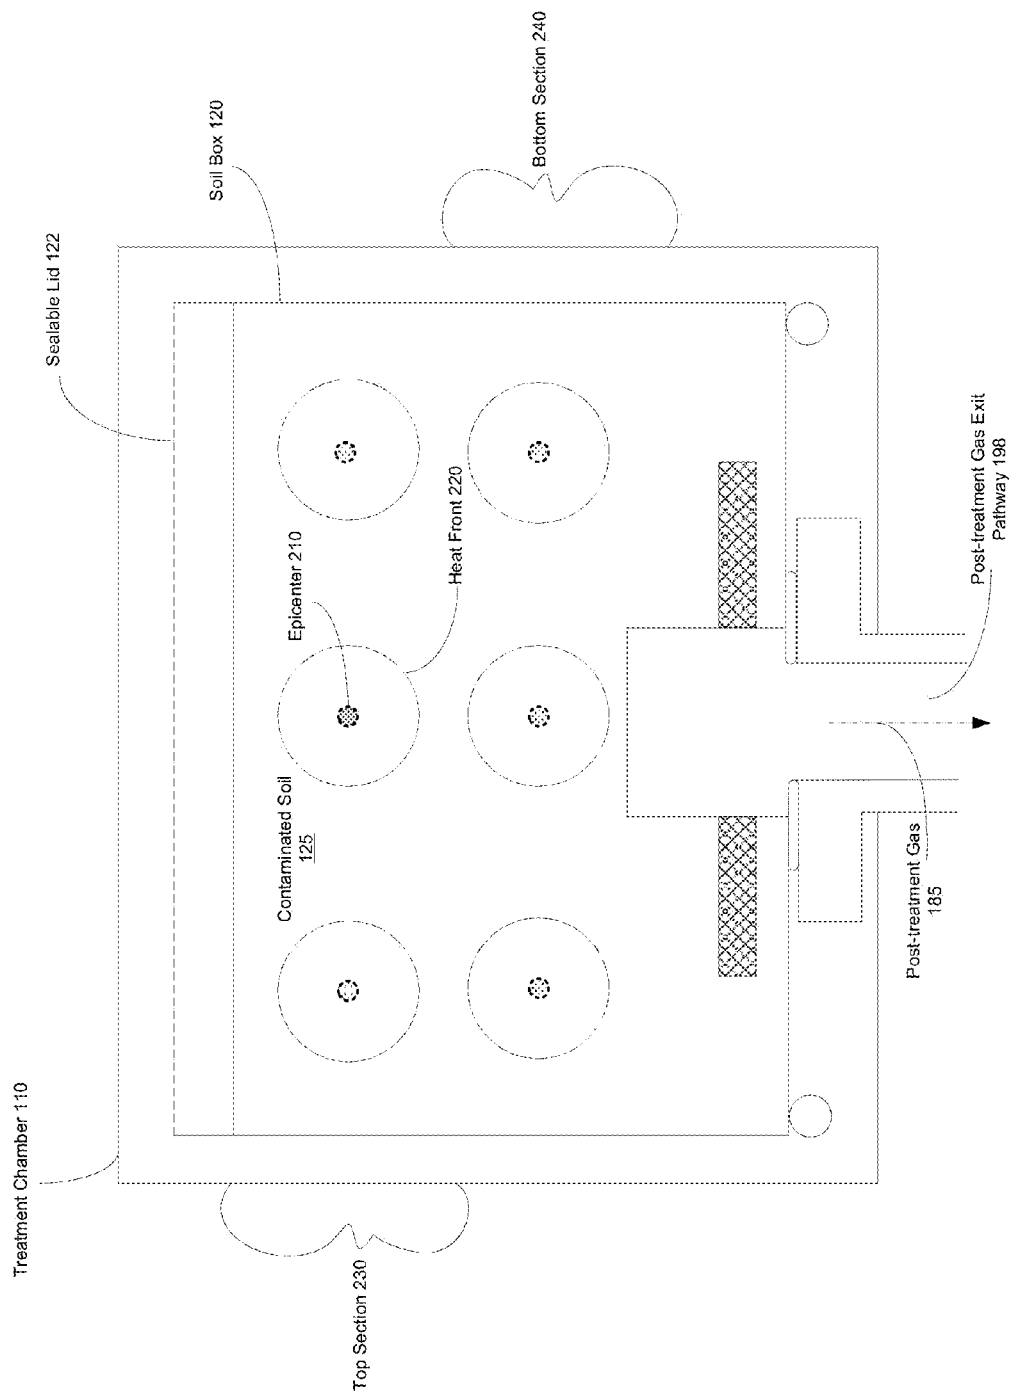 Treatment Chamber 110
Sealable Lid 122
Soil Box 120
Top Section 230
Contaminated Soil
125
Epicenter 210
Heat Front 220
Bottom Section 240
Post-treatment Gas
185
Post-treatment Gas Exit
Pathway 198